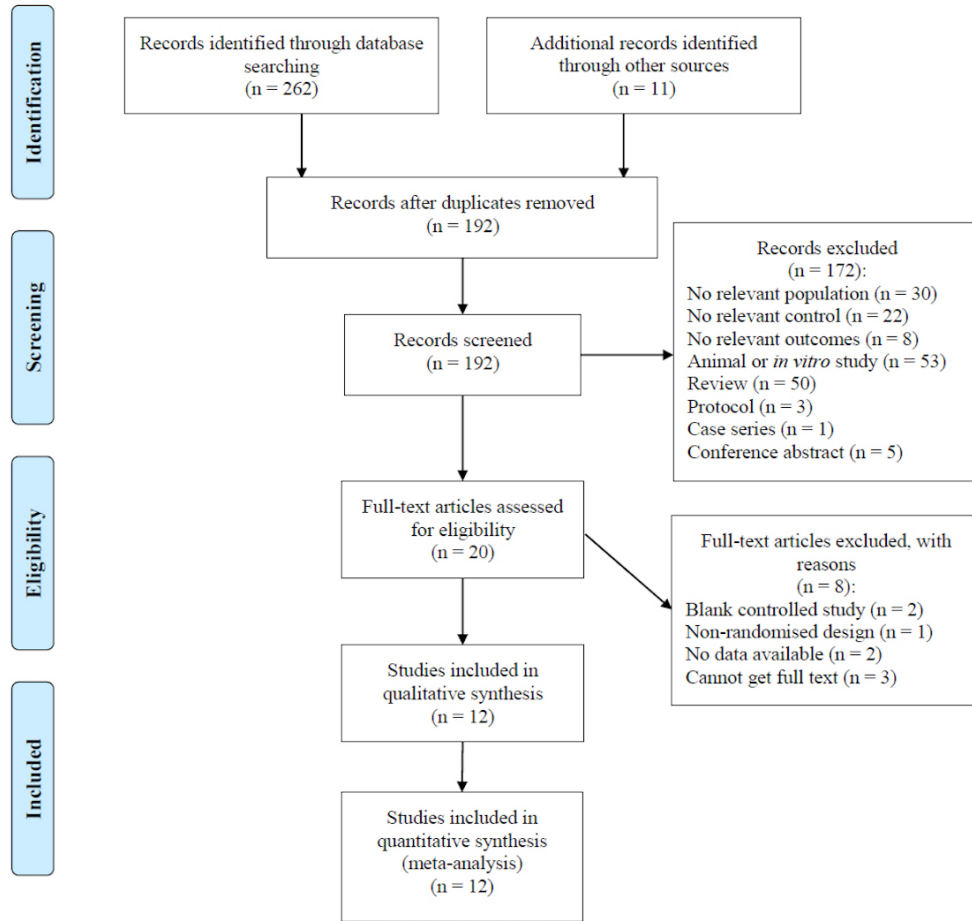 Identification
Records identified through database
searching
(n = 262)
Additional records identified
through other sources
(n = 11)
Records after duplicates removed
(n = 192)
Screening
Records screened
(n = 192)
Records excluded
(n = 172):
No relevant population (n = 30)
No relevant control (n = 22)
No relevant outcomes (n = 8)
Animal or in vitro study (n = 53)
Review (n = 50)
Protocol (n = 3)
Case series (n = 1)
Conference abstract (n = 5)
Eligibility
Full-text articles assessed
for eligibility
(n = 20)
Full-text articles excluded, with
reasons
(n = 8):
Blank controlled study (n = 2)
Non-randomised design (n = 1)
No data available (n = 2)
Cannot get full text (n = 3)
Studies included in
qualitative synthesis
(n = 12)
Included
Studies included in
quantitative synthesis
(meta-analysis)
(n = 12)